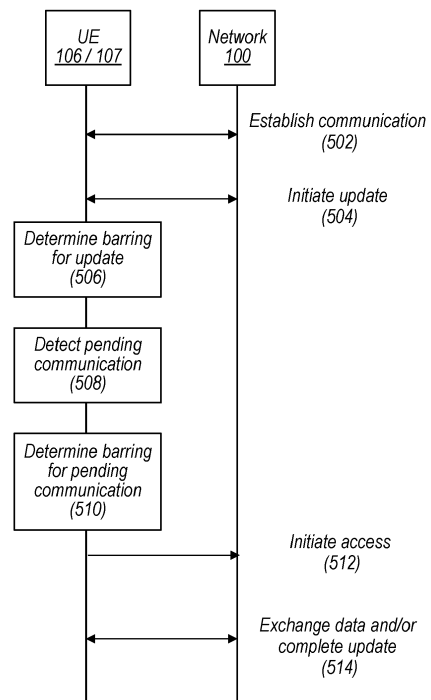 UE
106 / 107
Network
100
Establish communication
(502)
Initiate update
(504)
Determine barring
for update
(506)
Detect pending
communication
(508)
Determine barring
for pending
communication
(510)
Initiate access
(512)
Exchange data and/or
complete update
(514)